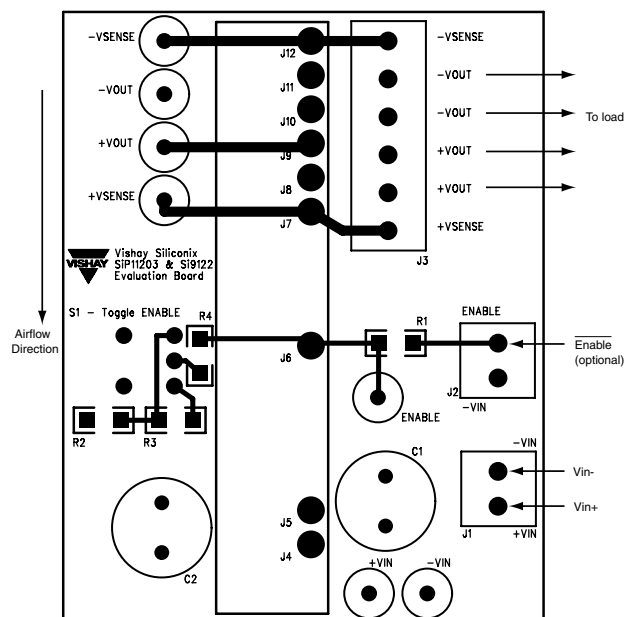 -VSENSE
J12
-VSENSE
J11
-VOUT
-VOUT
J10
-VOUT
To load
+VOUT
J9
+VOUT
J8
+VOUT
+VSENSE
J7
+VSENSE
J3
VISHAY
Vishay Siliconix
SiP11203 & Si9122
Evaluation Board
S1 - Toggle ENABLE
R4
R1
ENABLE
Airflow
Direction
J6
Enable
(optional)
J2
-VIN
ENABLE
R2
R3
C1
-VIN
Vin-
J5
Vin+
J1
+VIN
J4
C2
+VIN
-VIN